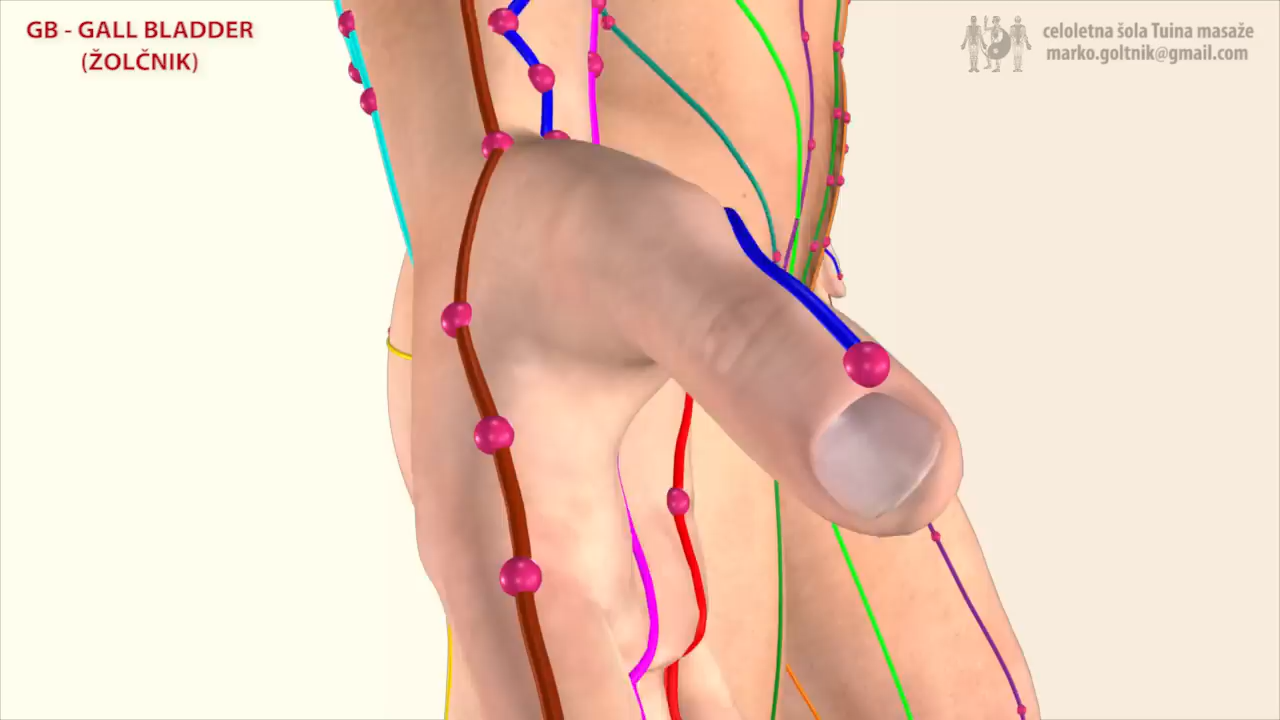 GB - GALL BLADDER
(ŽOLČNIK)
celoletna šola Tuina masaže
marko.goltnik@gmail.com